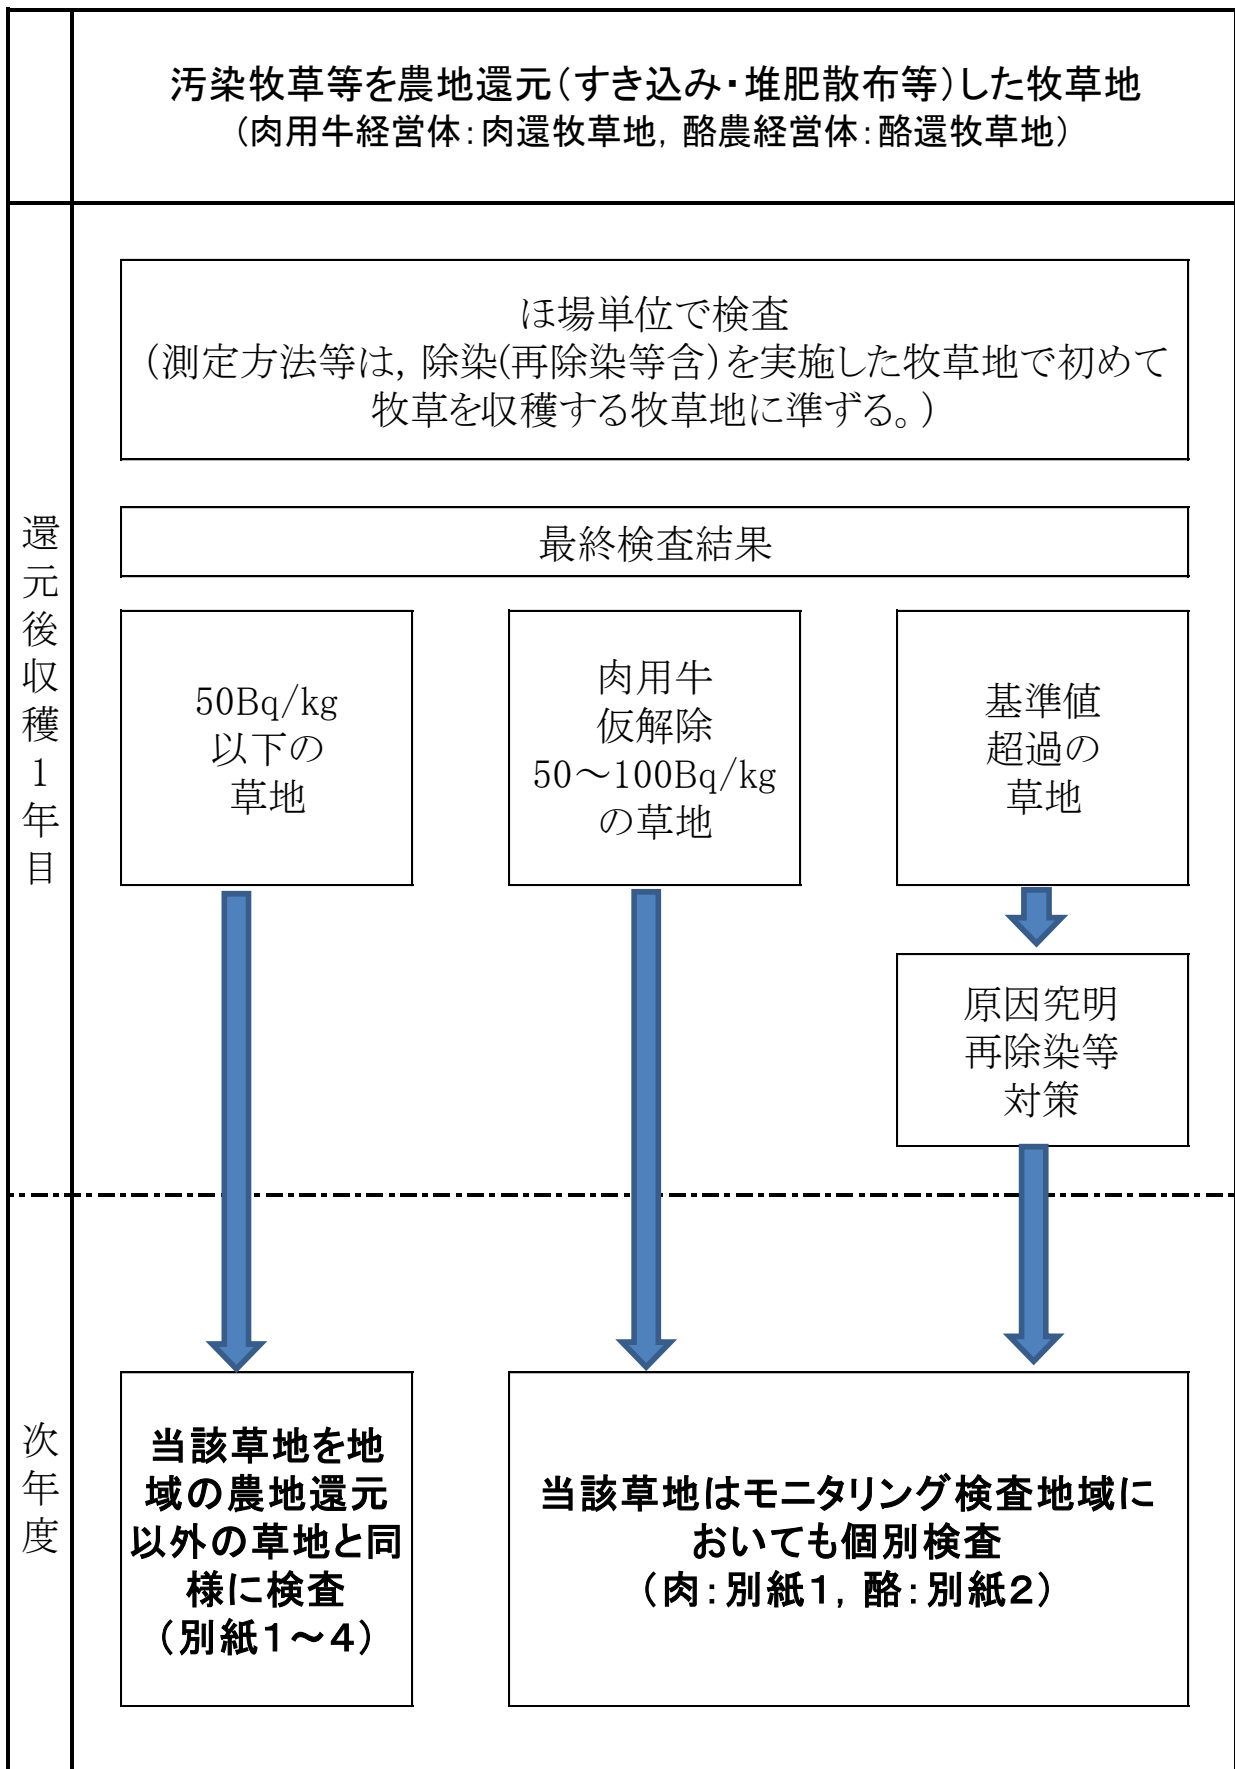 汚染牧草等を農地還元（すき込み・堆肥散布等）した牧草地
（肉用牛経営体：肉還牧草地，酪農経営体：酪還牧草地）
還元後収穫1年目
ほ場単位で検査
（測定方法等は，除染(再除染等含）を実施した牧草地で初めて
牧草を収穫する牧草地に準ずる。）
最終検査結果
50Bq/kg
以下の
草地
肉用牛
仮解除
50～100Bq/kg
の草地
基準値
超過の
草地
原因究明
再除染等
対策
次年度
当該草地を地
域の農地還元
以外の草地と同
様に検査
（別紙１～４）
当該草地はモニタリング検査地域に
おいても個別検査
（肉：別紙１，酪：別紙２）